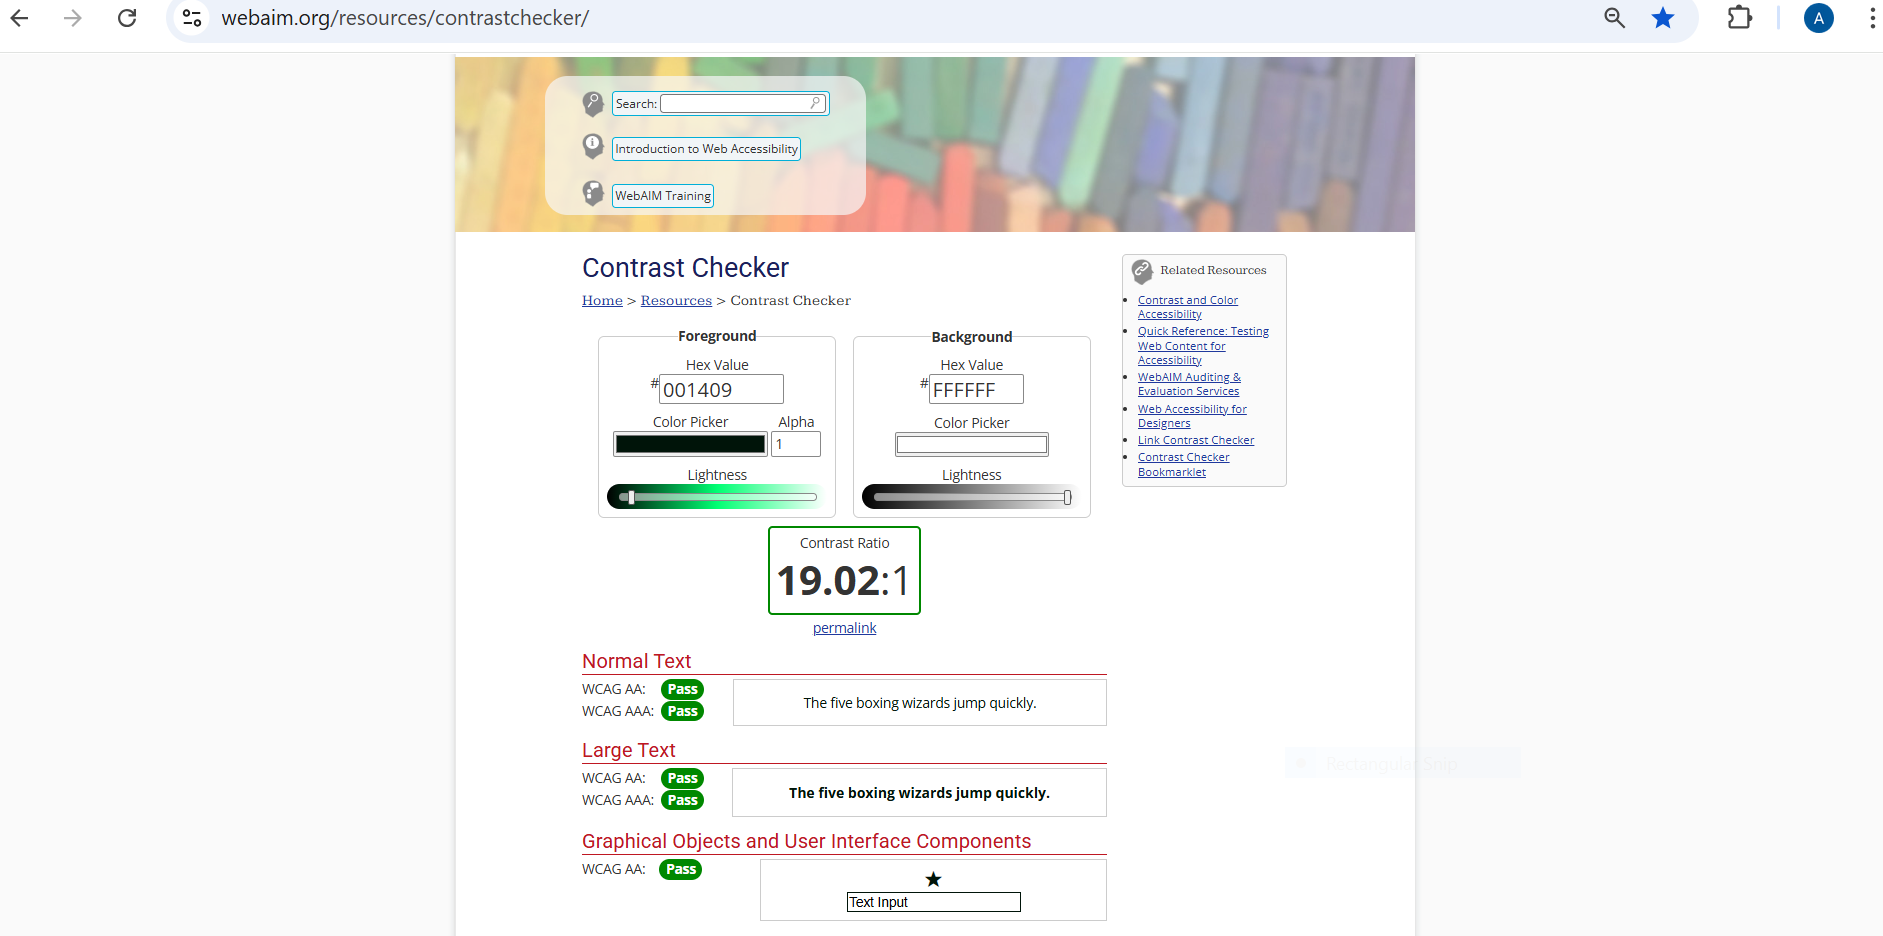 webaim.org/resources/contrastchecker/
A
Search:
Introduction to Web Accessibility
WebAIM Training
Contrast Checker
Home > Resources > Contrast Checker
Foreground
Hex Value
#001409
Color Picker Alpha
1
Lightness
Background
Hex Value
#FFFFFF
Color Picker
Lightness
Contrast Ratio
19.02:1
permalink
Normal Text
WCAG AA: Pass
WCAG AAA: Pass
The five boxing wizards jump quickly.
Large Text
WCAG AA: Pass
WCAG AAA: Pass
The five boxing wizards jump quickly.
Graphical Objects and User Interface Components
WCAG AA: Pass
Text Input
Related Resources
Contrast and Color
Accessibility
Quick Reference: Testing
Web Content for
Accessibility
WebAIM Auditing &
Evaluation Services
Web Accessibility for
Designers
Link Contrast Checker
Contrast Checker
Bookmarklet
Rectangular Snip